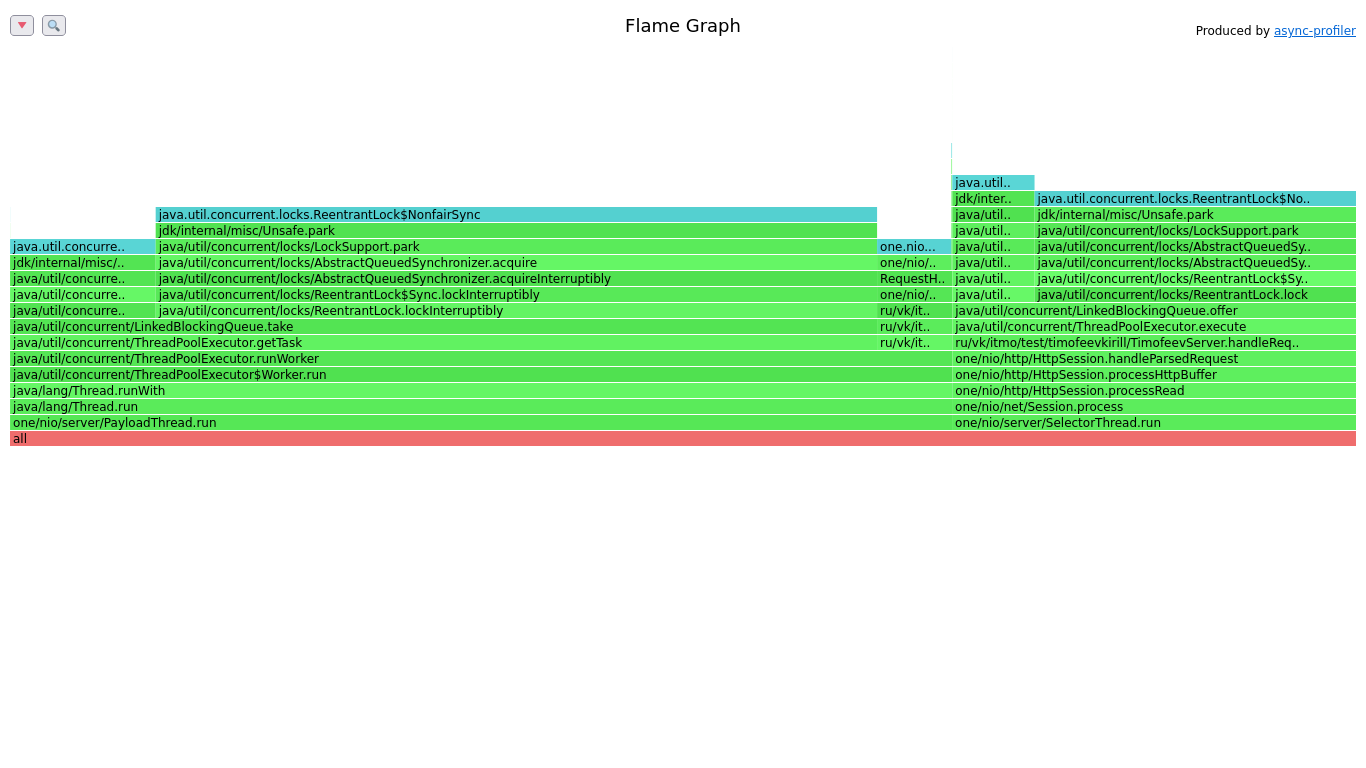 Flame Graph
Produced by async-profiler
java.util..
jdk/inter.. java.util.concurrent.locks.ReentrantLock$No..
java.util.concurrent.locks.ReentrantLock$NonfairSync java/util.. jdk/internal/misc/Unsafe.park
jdk/internal/misc/Unsafe.park java/util.. java/util/concurrent/locks/LockSupport.park
java.util.concurre.. java/util/concurrent/locks/LockSupport.park one.nio... java/util.. java/util/concurrent/locks/AbstractQueuedSy..
jdk/internal/misc/.. java/util/concurrent/locks/AbstractQueuedSynchronizer.acquire one/nio/.. java/util.. java/util/concurrent/locks/AbstractQueuedSy..
java/util/concurre.. java/util/concurrent/locks/AbstractQueuedSynchronizer.acquireInterruptibly RequestH.. java/util.. java/util/concurrent/locks/ReentrantLock$Sy..
java/util/concurre.. java/util/concurrent/locks/ReentrantLock$Sync.lockInterruptibly one/nio/.. java/util.. java/util/concurrent/locks/ReentrantLock.lock
java/util/concurre.. java/util/concurrent/locks/ReentrantLock.lockInterruptibly ru/vk/it.. java/util/concurrent/LinkedBlockingQueue.offer
java/util/concurrent/LinkedBlockingQueue.take ru/vk/it.. java/util/concurrent/ThreadPoolExecutor.execute
java/util/concurrent/ThreadPoolExecutor.getTask ru/vk/it.. ru/vk/itmo/test/timofeevkirill/TimofeevServer.handleReq..
java/util/concurrent/ThreadPoolExecutor.runWorker one/nio/http/HttpSession.handleParsedRequest
java/util/concurrent/ThreadPoolExecutor$Worker.run one/nio/http/HttpSession.processHttpBuffer
java/lang/Thread.runWith one/nio/http/HttpSession.processRead
java/lang/Thread.run one/nio/net/Session.process
one/nio/server/PayloadThread.run one/nio/server/SelectorThread.run
all